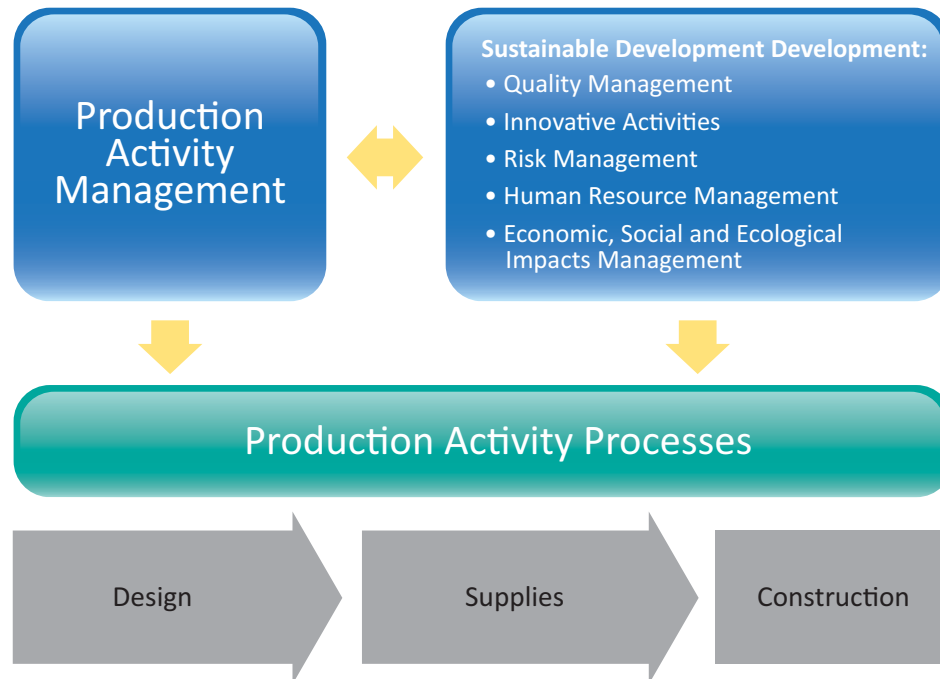 Production
Activity
Management
Sustainable Development Development:
• Quality Management
• Innovative Activities
• Risk Management
• Human Resource Management
• Economic, Social and Ecological
Impacts Management
Production Activity Processes
Design
Supplies
Construction